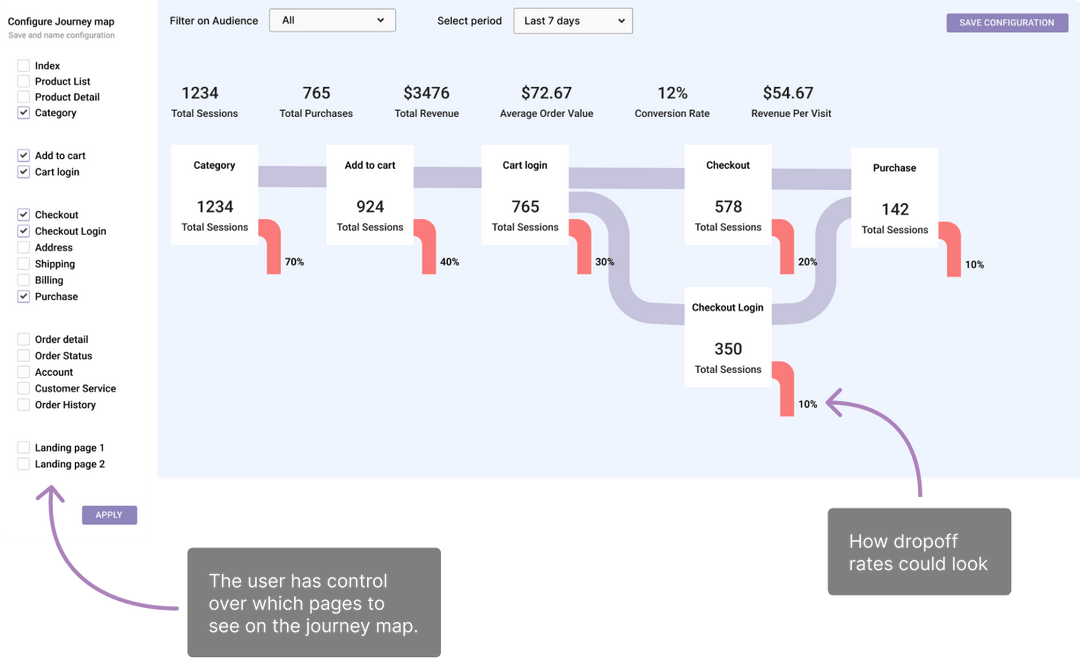 Configure Journey map
Save and name configuration
Filter on Audience
All
Select period
Last 7 days
SAVE CONFIGURATION
Index
Product List
Product Detail
Category
Add to cart
Cart login
Checkout
Checkout Login
Address
Shipping
Billing
Purchase
Order detail
Order Status
Account
Customer Service
Order History
Landing page 1
Landing page 2
APPLY
1234
Total Sessions
765
Total Purchases
$3476
Total Revenue
$72.67
Average Order Value
12%
Conversion Rate
$54.67
Revenue Per Visit
Category
1234
Total Sessions
70%
Add to cart
924
Total Sessions
40%
Cart login
765
Total Sessions
30%
Checkout
578
Total Sessions
20%
Purchase
142
Total Sessions
10%
Checkout Login
350
Total Sessions
10%
The user has control
over which pages to
see on the journey map.
How dropoff
rates could look